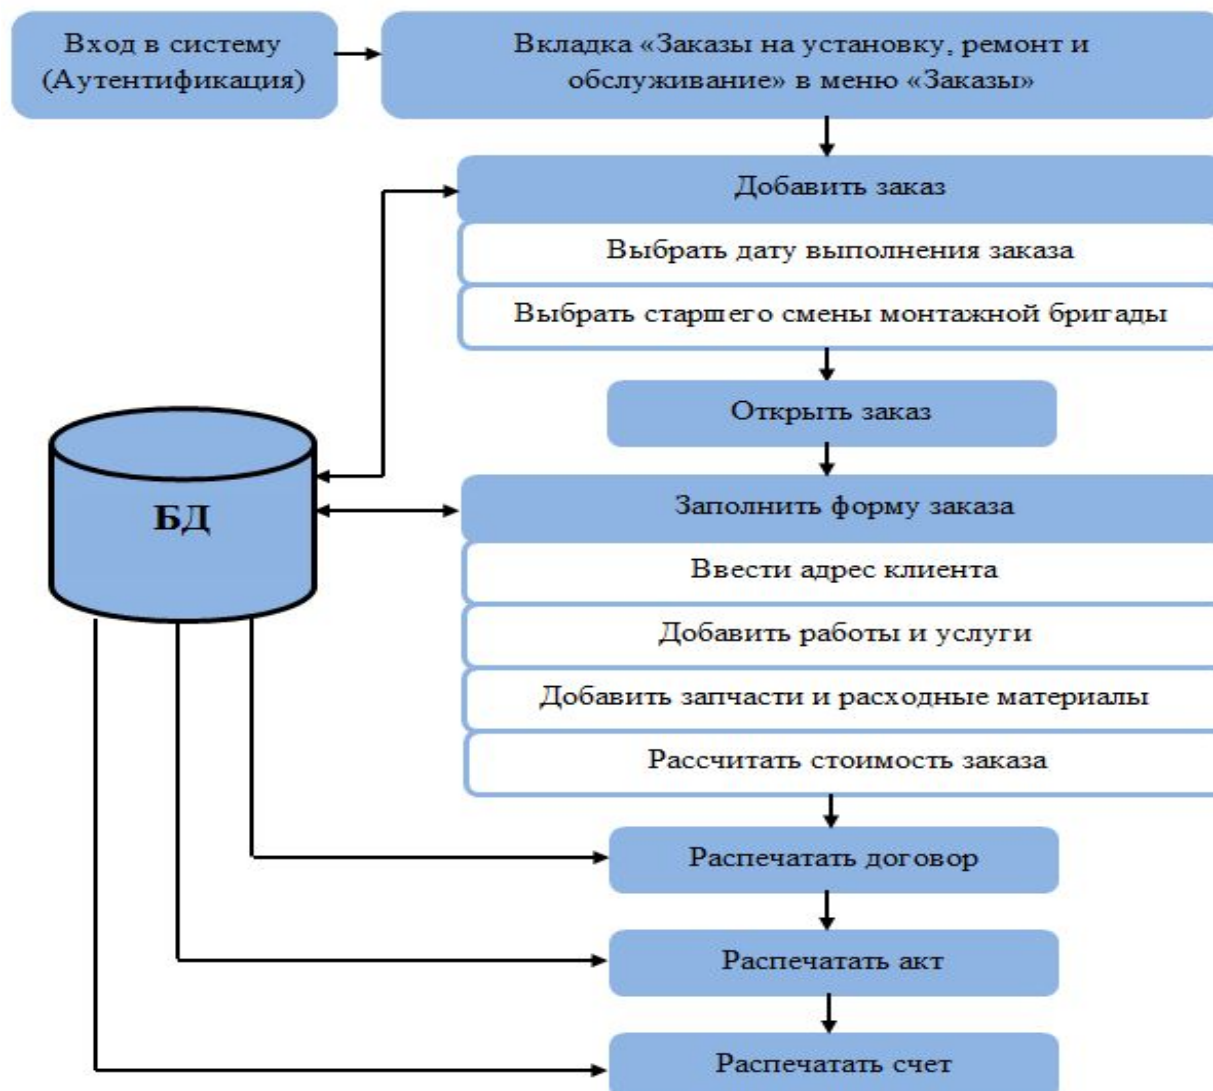 Вход в систему
(Аутентификация)
Вкладка «Заказы на установку, ремонт и
обслуживание» в меню «Заказы»
Добавить заказ
Выбрать дату выполнения заказа
Выбрать старшего смены монтажной бригады
Открыть заказ
БД
Заполнить форму заказа
Ввести адрес клиента
Добавить работы и услуги
Добавить запчасти и расходные материалы
Рассчитать стоимость заказа
Распечатать договор
Распечатать акт
Распечатать счет